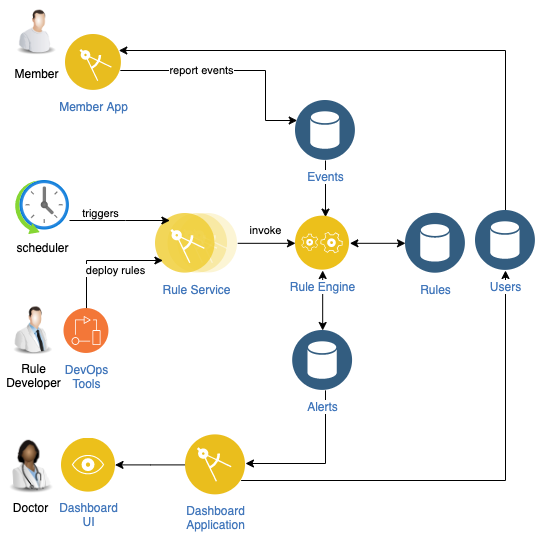 Member
Member App
report events
Events
triggers
scheduler
invoke
deploy rules
Rule Service
Rule Engine
Rules
Users
Rule
Developer
DevOps
Tools
Alerts
Doctor
Dashboard
UI
Dashboard
Application